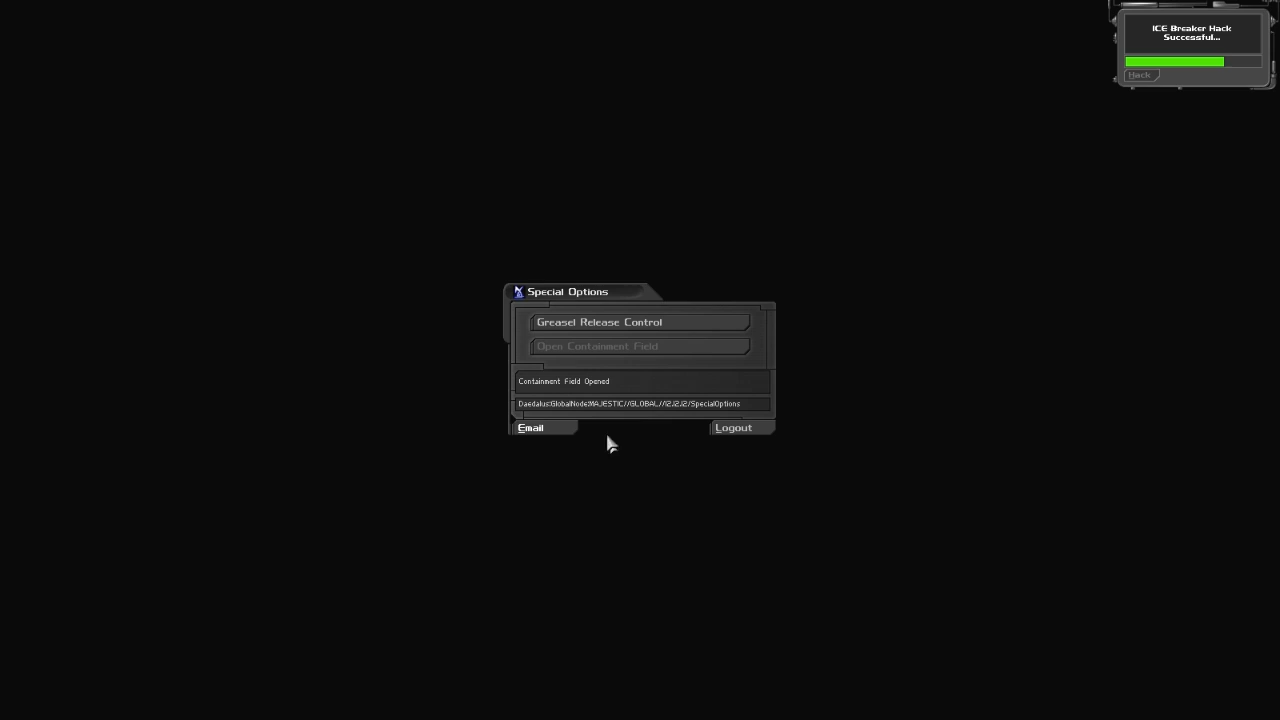 ICE Breaker Hack
Successful...
Hack
Special Options
Greasel Release Control
Open Containment Field
Containment Field Opened
Daedalus:GlobalNode:MAJESTIC//GLOBAL//12.12.12/SpecialOptions
Email
Logout